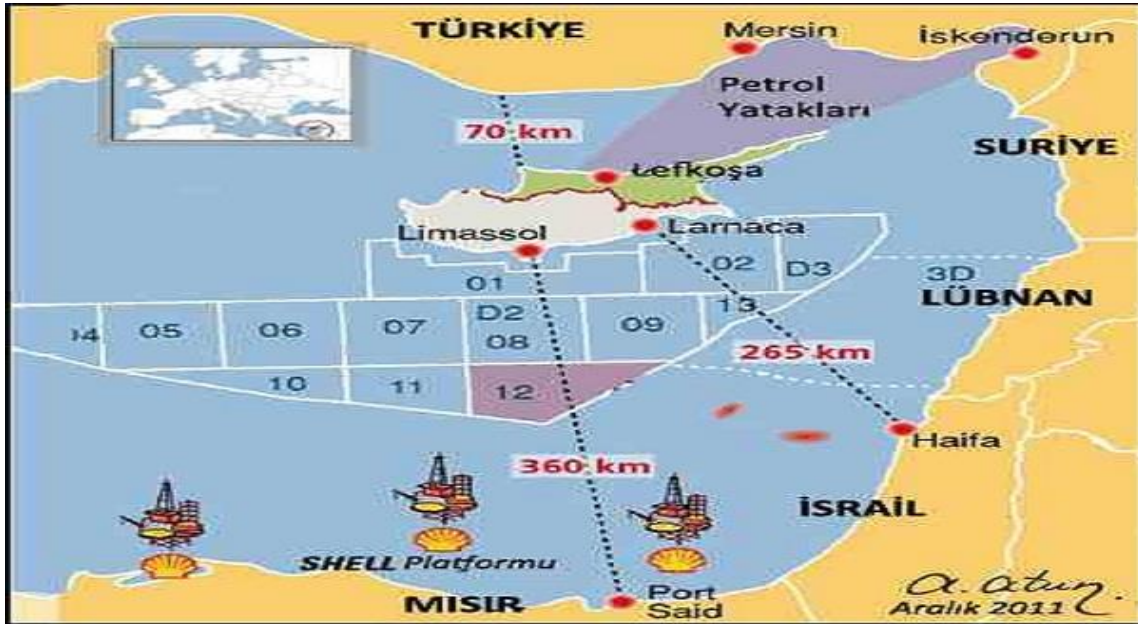 TÜRKİYE
Mersin
İskenderun
Petrol
Yatakları
70 km
SURİYE
Lefkoşa
Limassol
Larnaca
01
02
D3
3D
LÜBNAN
04
05
06
07
D2
08
09
13
265 km
10
11
12
Haifa
360 km
İSRAİL
SHELL Platformu
MISIR
Port
Said
a. atun.
Aralık 2011